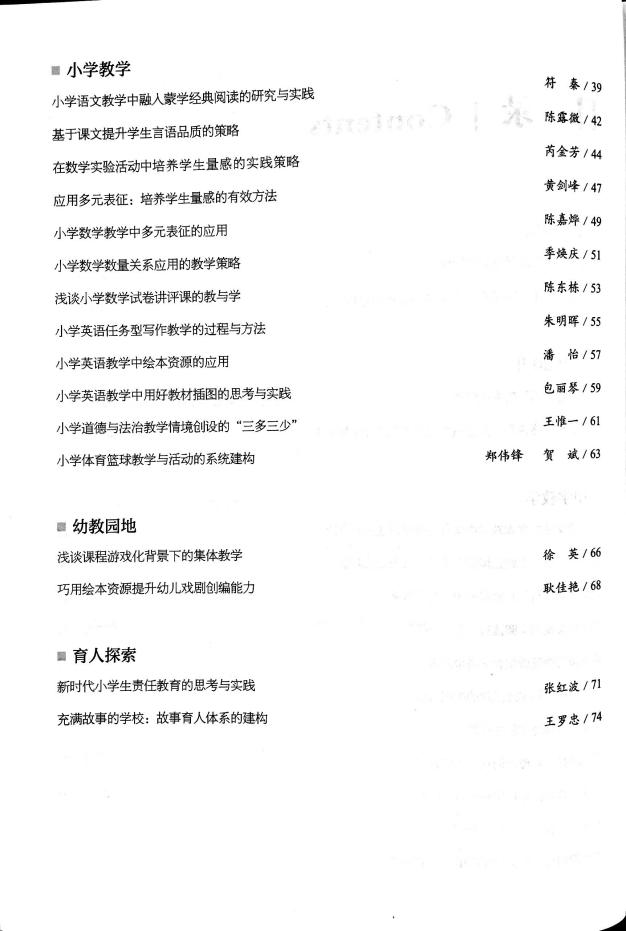 小学教学
小学语文教学中融入蒙学经典阅读的研究与实践 符 秦 / 39
基于课文提升学生言语品质的策略 陈露微 / 42
在数学实验活动中培养学生量感的实践策略 芮金芳 / 44
应用多元表征：培养学生量感的有效方法 黄剑峰 / 47
小学数学教学中多元表征的应用 陈嘉烨 / 49
小学数学数量关系应用的教学策略 季焕庆 / 51
浅谈小学数学试卷讲评课的教与学 陈东栋 / 53
小学英语任务型写作教学的过程与方法 朱明晖 / 55
小学英语教学中绘本资源的应用 潘 怡 / 57
小学英语教学中用好教材插图的思考与实践 包丽琴 / 59
小学道德与法治教学情境创设的“三多三少” 王惟一 / 61
小学体育篮球教学与活动的系统建构 郑伟锋 贺 斌 / 63
幼教园地
浅谈课程游戏化背景下的集体教学 徐 英 / 66
巧用绘本资源提升幼儿戏剧创编能力 耿佳艳 / 68
育人探索
新时代小学生责任教育的思考与实践 张红波 / 71
充满故事的学校：故事育人体系的建构 王罗忠 / 74